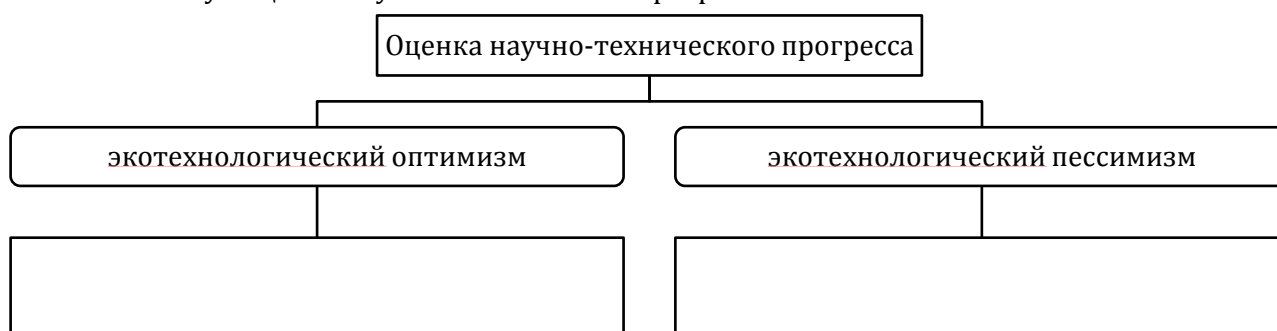 Оценка научно-технического прогресса
экотехнологический оптимизм
экотехнологический пессимизм